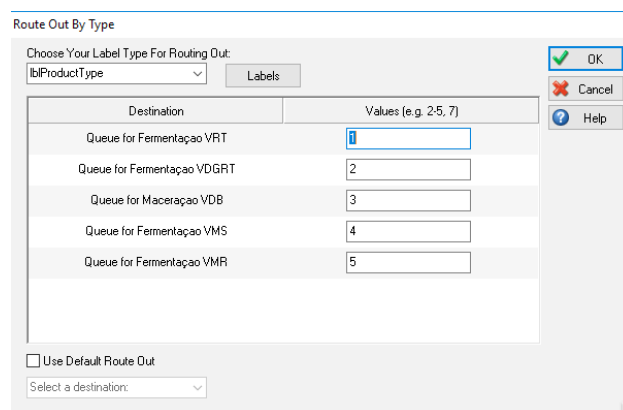 Route Out By Type
Choose Your Label Type For Routing Out:
lblProductType
Labels
OK
Cancel
Help
Destination Values (e.g. 2-5, 7)
Queue for Fermentaçao VRT 1
Queue for Fermentaçao VDGRT 2
Queue for Maceraçao VDB 3
Queue for Fermentaçao VMS 4
Queue for Fermentaçao VMR 5
Use Default Route Out
Select a destination: